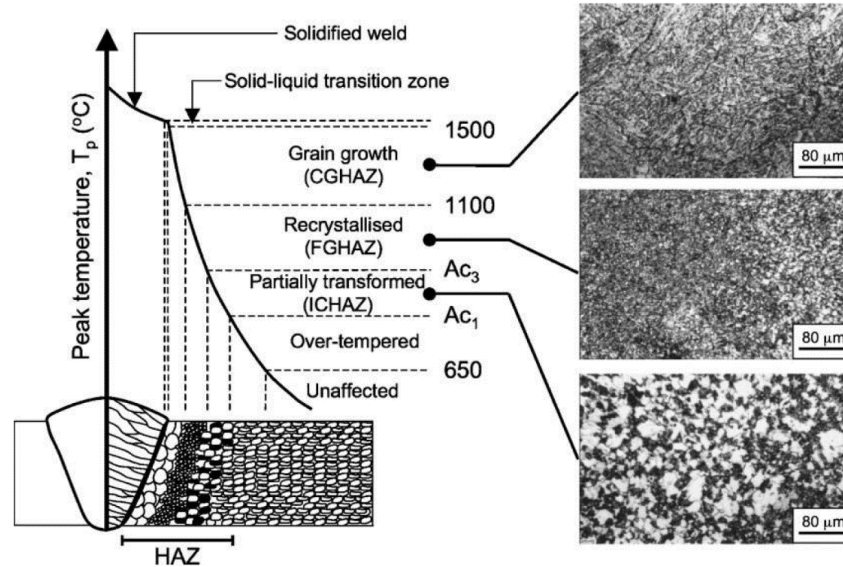 Solidified weld
Solid-liquid transition zone
Peak temperature, Tₚ (ºC)
1500
Grain growth
(CGHAZ)
1100
Recrystallised
(FGHAZ)
Ac₃
Partially transformed
(ICHAZ)
Ac₁
Over-tempered
650
Unaffected
HAZ
80 μm
80 μm
80 μm